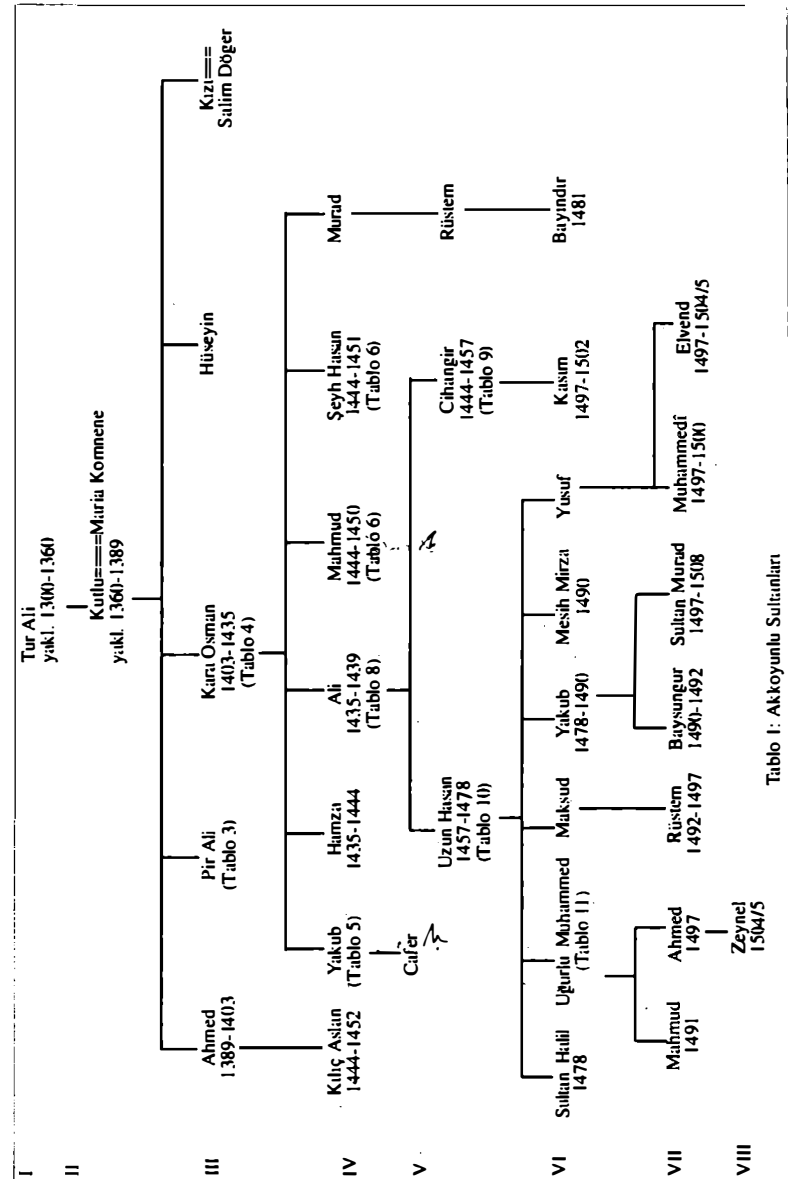 I
Tur Ali
yakl. 1300-1360
II
Kutlu====Maria Komnene
yakl. 1360-1389
III
Ahmed
1389-1403
Pir Ali
(Tablo 3)
Kara Osman
1403-1435
(Tablo 4)
Hüseyin
Kızı===
Salim Döger
IV
Kılıç Aslan
1444-1452
Yakub
(Tablo 5)
Hamza
1435-1444
Ali
1435-1439
(Tablo 8)
Mahmud
1444-1450
(Tablo 6)
Şeyh Hasan
1444-1451
(Tablo 6)
Murad
V
Cafer
Uzun Hasan
1457-1478
(Tablo 10)
Cihangir
1444-1457
(Tablo 9)
Rüstem
VI
Sultan Halil
1478
Uğurlu Muhammed
(Tablo 11)
Maksud
Yakub
1478-1490
Mesih Mirza
1490
Yusuf
Kasım
1497-1502
Bayındır
1481
VII
Mahmud
1491
Ahmed
1497
Rüstem
1492-1497
Baysungur
1490-1492
Sultan Murad
1497-1508
Muhammedî
1497-1500
Elvend
1497-1504/5
VIII
Zeynel
1504/5
Tablo 1: Akkoyunlu Sultanları